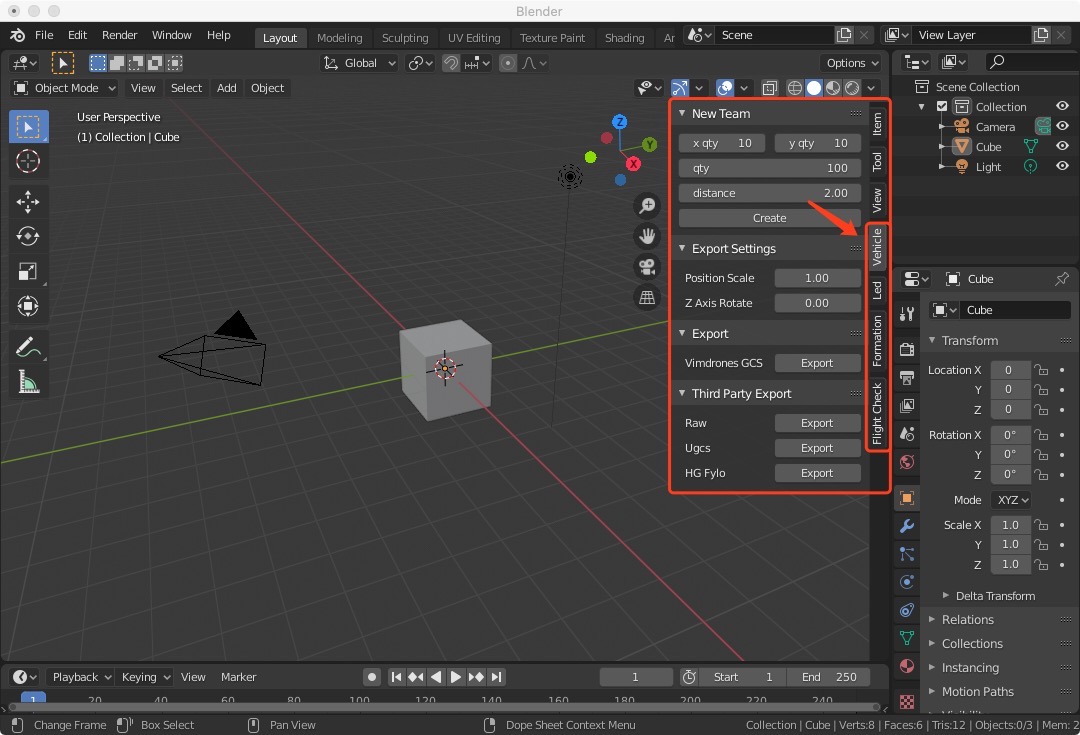 Blender
File Edit Render Window Help Layout Modeling Sculpting UV Editing Texture Paint Shading Ar Scene View Layer
Global Options
Object Mode View Select Add Object
User Perspective
(1) Collection | Cube
Z
Y
X
New Team
x qty 10 y qty 10
qty 100
distance 2.00
Create
Export Settings
Position Scale 1.00
Z Axis Rotate 0.00
Export
Vimdrones GCS Export
Third Party Export
Raw Export
Ugcs Export
HG Fylo Export
Item
Tool
View
Vehicle
Led
Formation
Flight Check
Scene Collection
Collection
Camera
Cube
Light
Cube
Cube
Transform
Location X 0
Y 0
Z 0
Rotation X 0°
Y 0°
Z 0°
Mode XYZ
Scale X 1.0
Y 1.0
Z 1.0
Delta Transform
Relations
Collections
Instancing
Motion Paths
Playback Keying View Marker 1 Start 1 End 250
1 20 40 60 80 100 120 140 160 180 200 220 240
Change Frame Box Select Pan View Dope Sheet Context Menu Collection | Cube | Verts:8 | Faces:6 | Tris:12 | Objects:0/3 | Mem: 2